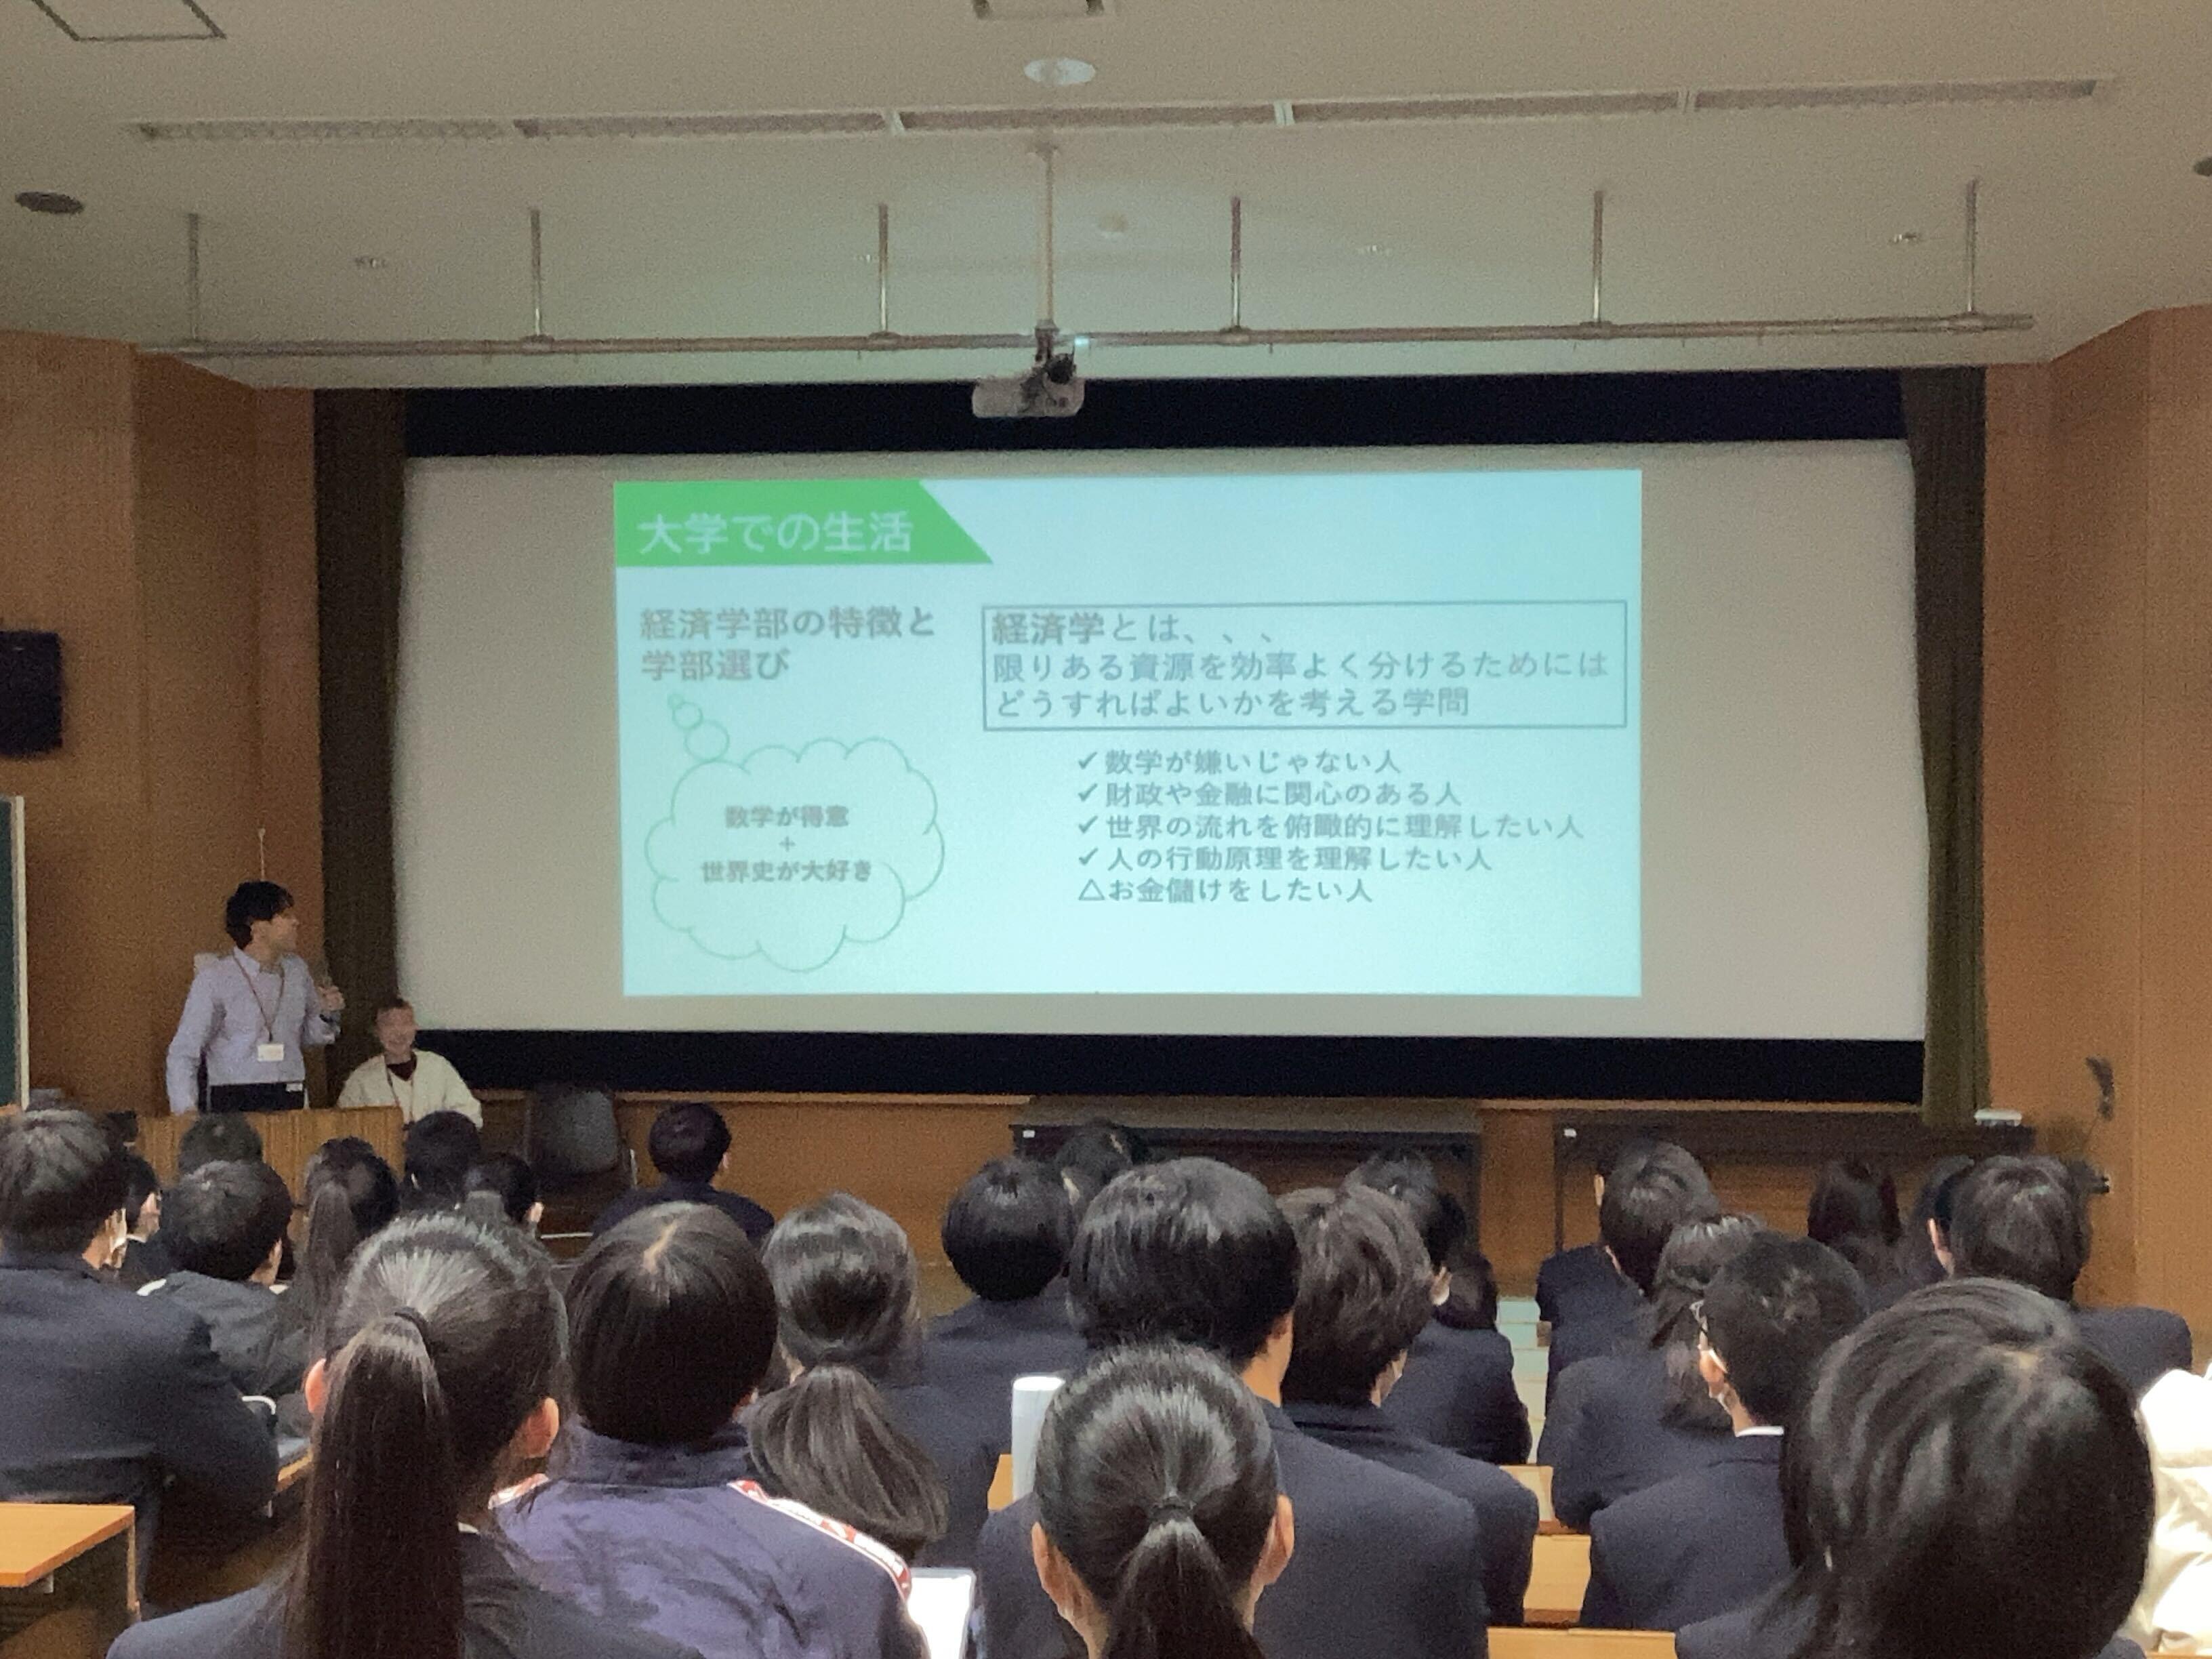 大学での生活
経済学部の特徴と
学部選び
数学が得意
+
世界史が大好き
経済学とは、、、
限りある資源を効率よく分けるためには
どうすればよいかを考える学問
✓数学が嫌いじゃない人
✓財政や金融に関心のある人
✓世界の流れを俯瞰的に理解したい人
✓人の行動原理を理解したい人
△お金儲けをしたい人